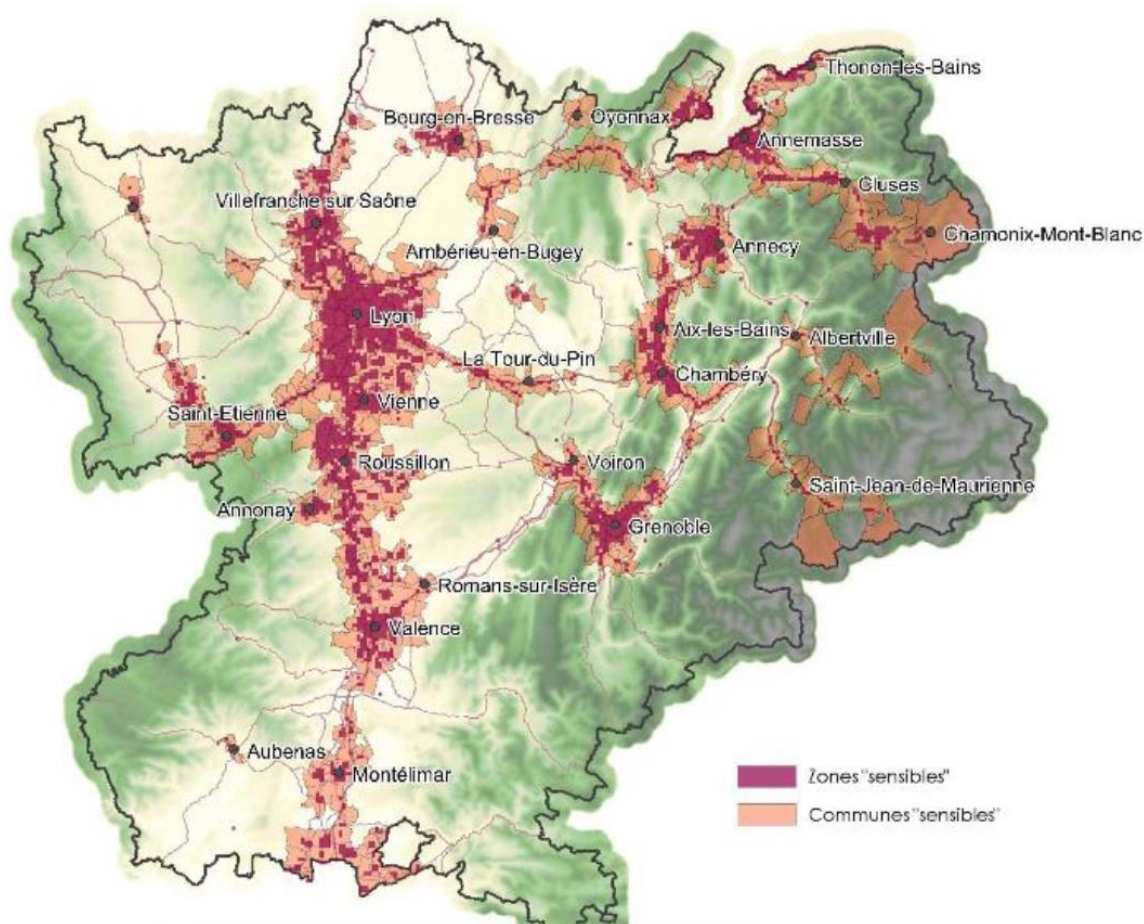 Thonon-les-Bains
Bourg-en-Bresse
Oyonnax
Annemasse
Cluses
Villefranche sur Saône
Chamonix-Mont-Blanc
Annecy
Ambérieu-en-Bugey
Lyon
Aix-les-Bains
Albertville
La Tour-du-Pin
Chambéry
Vienne
Saint-Etienne
Roussillon
Voiron
Saint-Jean-de-Maurienne
Annonay
Grenoble
Romans-sur-Isère
Valence
Aubenas
Montélimar
Zones "sensibles"
Communes "sensibles"